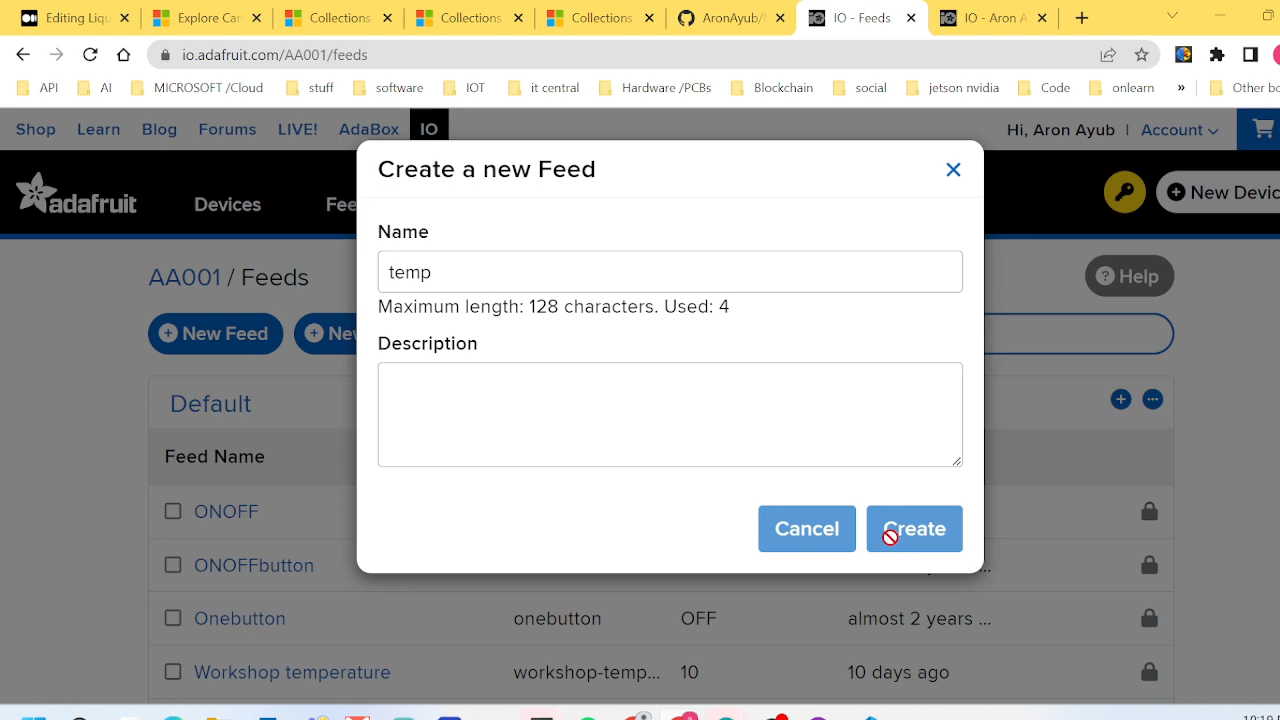 Editing Liqu
Explore Car
Collections
Collections
Collections
AronAyub/
IO - Feeds
IO - Aron A
io.adafruit.com/AA001/feeds
API
AI
MICROSOFT /Cloud
stuff
software
IOT
it central
Hardware /PCBs
Blockchain
social
jetson nvidia
Code
onlearn
»
Other bo
Shop Learn Blog Forums LIVE! AdaBox IO
Hi, Aron Ayub | Account
adafruit
Devices
Fee
New Devic
Create a new Feed
Name
temp
Maximum length: 128 characters. Used: 4
Description
Cancel
Create
AA001 / Feeds
Help
New Feed
Nev
Default
Feed Name
ONOFF
ONOFFbutton
...
Onebutton onebutton OFF almost 2 years ...
Workshop temperature workshop-temp... 10 10 days ago